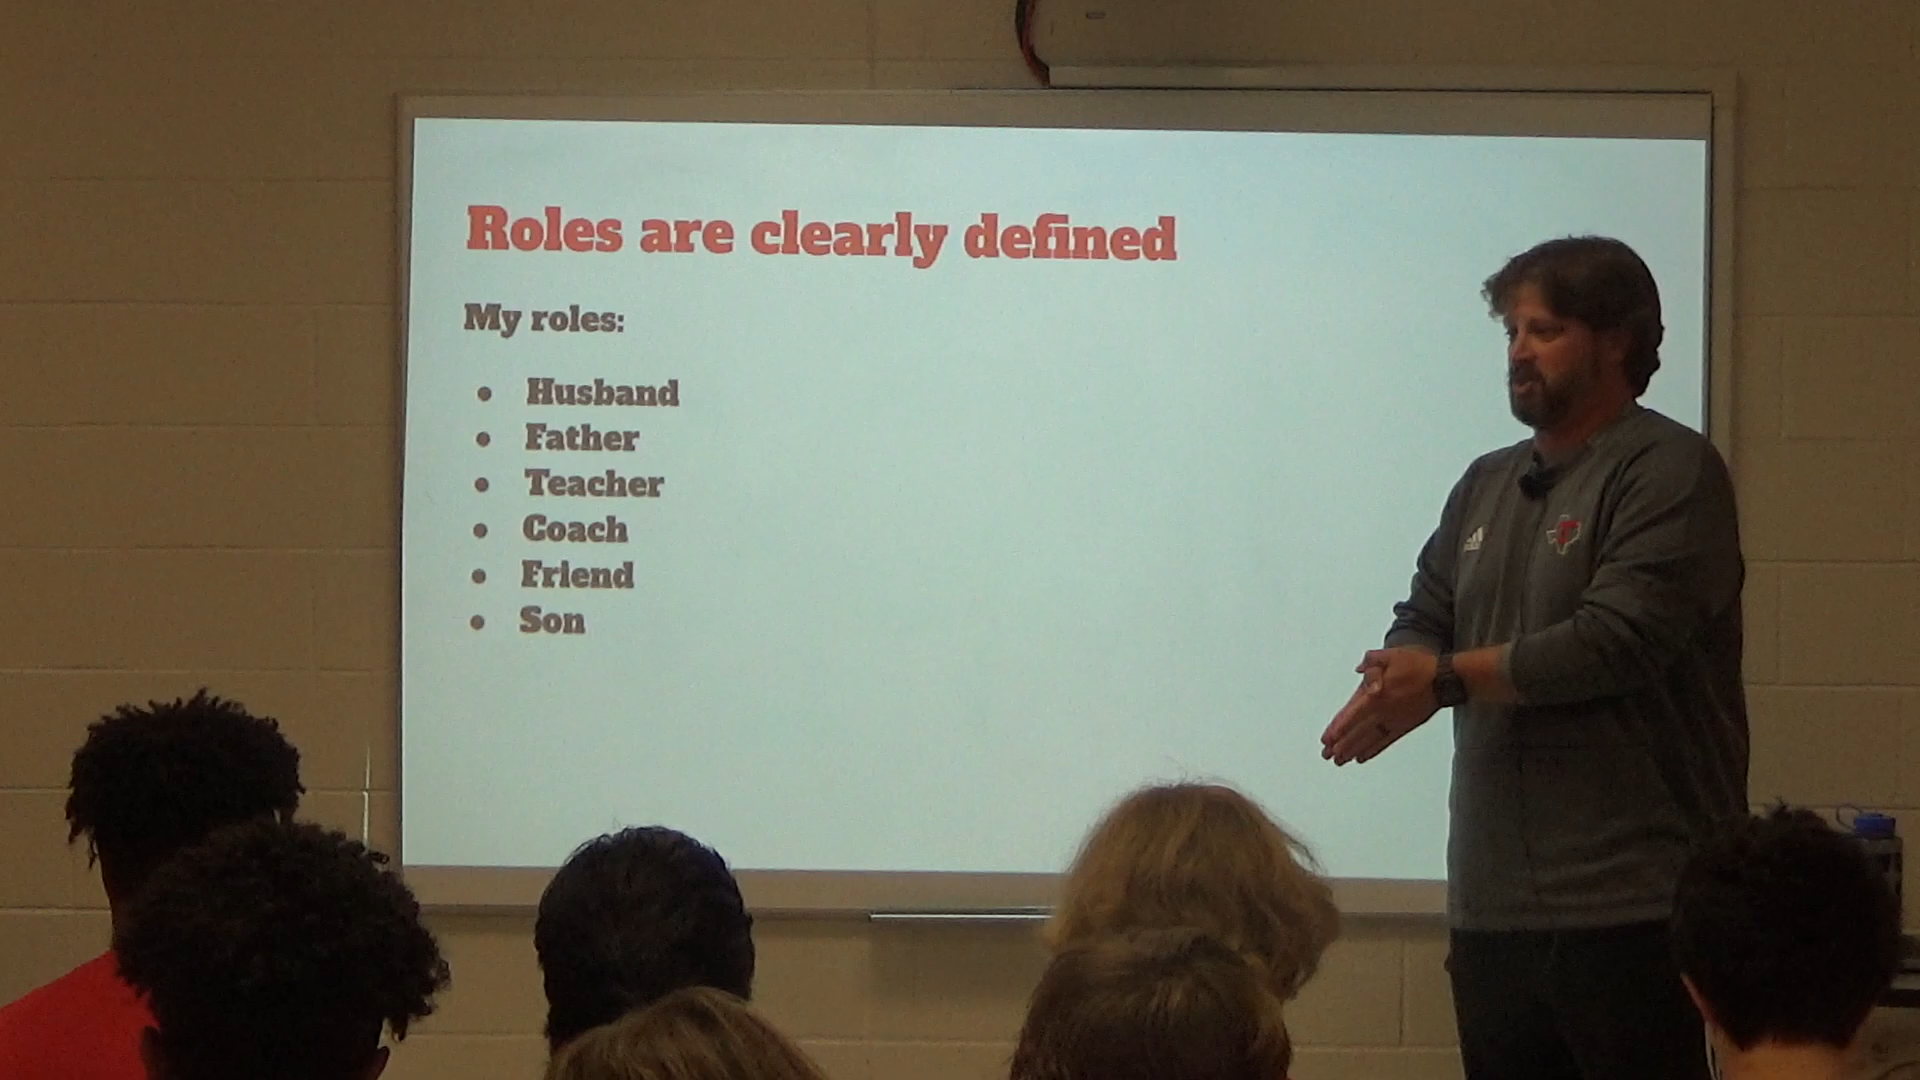 Roles are clearly defined
My roles:
• Husband
• Father
• Teacher
• Coach
• Friend
• Son